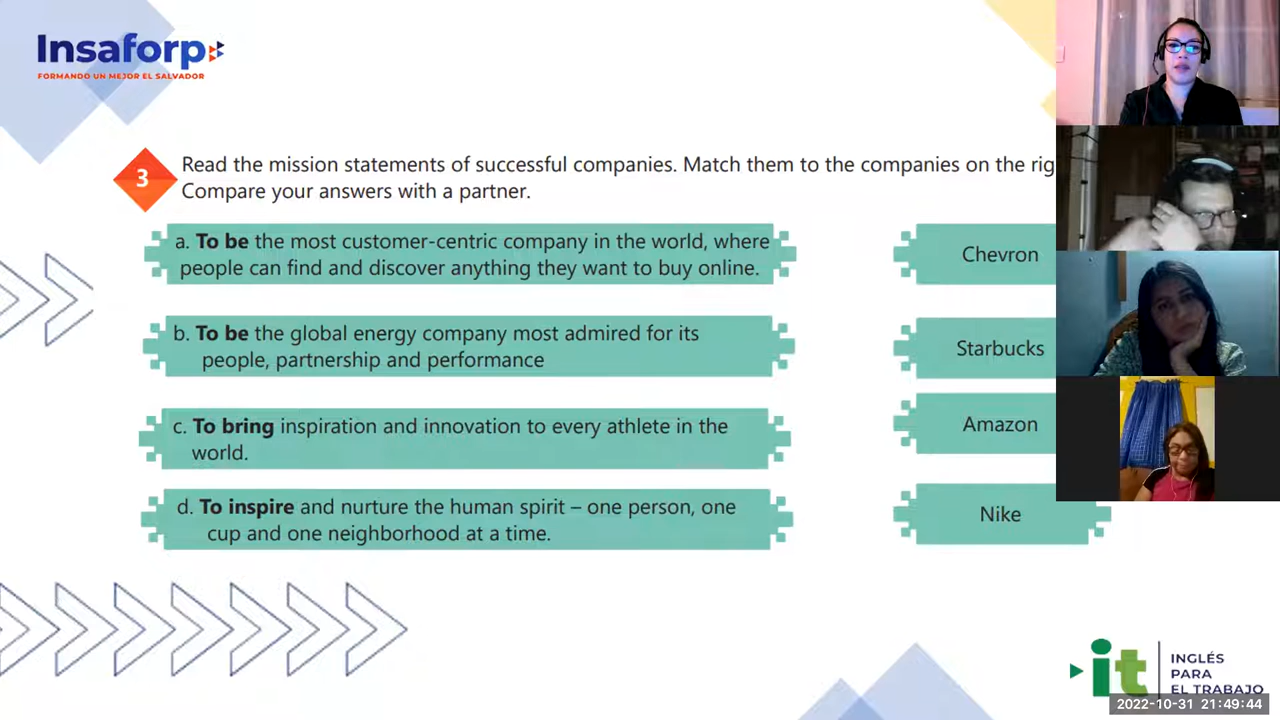 Insaforp
FORMANDO UN MEJOR EL SALVADOR
3
Read the mission statements of successful companies. Match them to the companies on the rig
Compare your answers with a partner.
a. To be the most customer-centric company in the world, where
people can find and discover anything they want to buy online.
Chevron
b. To be the global energy company most admired for its
people, partnership and performance
Starbucks
c. To bring inspiration and innovation to every athlete in the
world.
Amazon
d. To inspire and nurture the human spirit – one person, one
cup and one neighborhood at a time.
Nike
it
INGLÉS
PARA
EL TRABAJO
2022-10-31 21:49:44